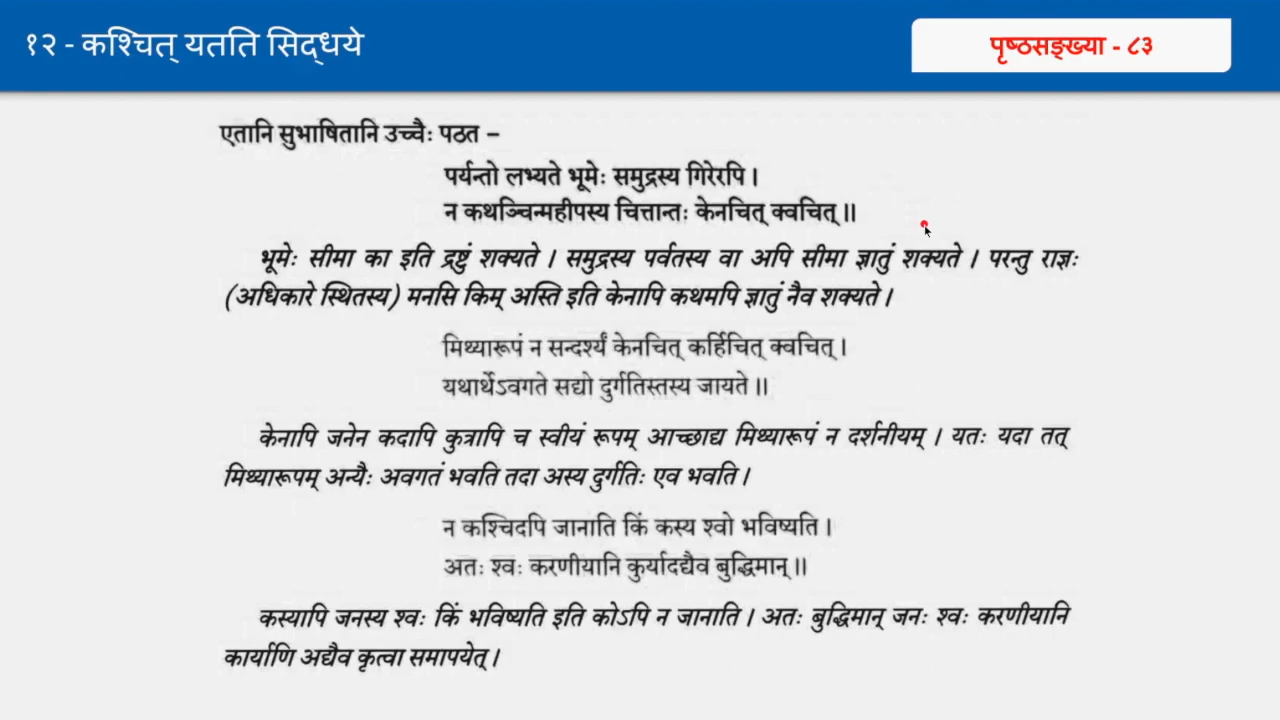 १२ - कश्चित् यतति सिद्धये
पृष्ठसङ्ख्या - ८३
एतानि सुभाषितानि उच्चैः पठत –
पर्यन्तो लभ्यते भूमेः समुद्रस्य गिरेरपि ।
न कथञ्चिन्महीपस्य चित्तान्तः केनचित् क्वचित् ॥
भूमेः सीमा का इति द्रष्टुं शक्यते । समुद्रस्य पर्वतस्य वा अपि सीमा ज्ञातुं शक्यते । परन्तु राज्ञः
(अधिकारे स्थितस्य) मनसि किम् अस्ति इति केनापि कथमपि ज्ञातुं नैव शक्यते ।
मिथ्यारूपं न सन्दर्श्यं केनचित् कर्हिचित् क्वचित् ।
यथार्थेऽवगते सद्यो दुर्गतिस्तस्य जायते ॥
केनापि जनेन कदापि कुत्रापि च स्वीयं रूपम् आच्छाद्य मिथ्यारूपं न दर्शनीयम् । यतः यदा तत्
मिथ्यारूपम् अन्यैः अवगतं भवति तदा अस्य दुर्गतिः एव भवति ।
न कश्चिदपि जानाति किं कस्य श्वो भविष्यति ।
अतः श्वः करणीयानि कुर्यादद्यैव बुद्धिमान् ॥
कस्यापि जनस्य श्वः किं भविष्यति इति कोऽपि न जानाति । अतः बुद्धिमान् जनः श्वः करणीयानि
कार्याणि अद्यैव कृत्वा समापयेत् ।